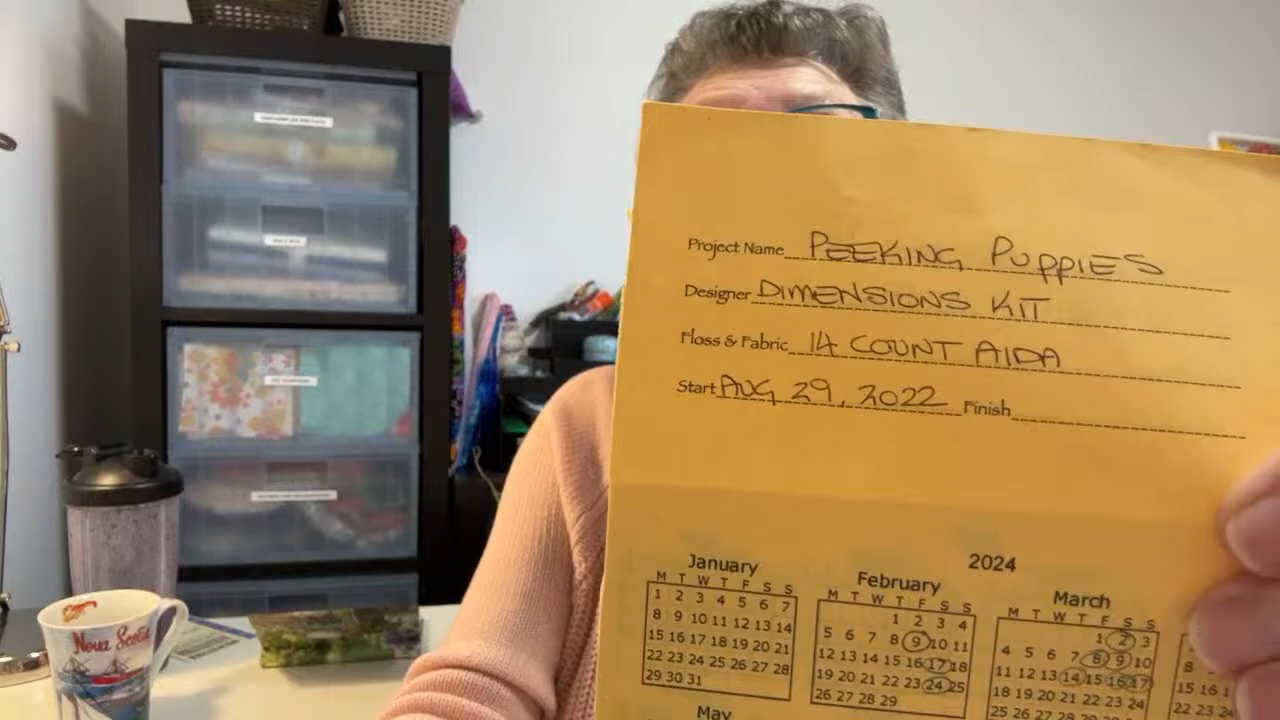 Project Name PEEKING PUPPIES
Designer DIMENSIONS KIT
Floss & Fabric 14 COUNT AIDA
Start AUG 29, 2022 Finish
2024
January
M T W T F S S
1 2 3 4 5 6 7
8 9 10 11 12 13 14
15 16 17 18 19 20 21
22 23 24 25 26 27 28
29 30 31
February
M T W T F S S
1 2 3 4
5 6 7 8 9 10 11
12 13 14 15 16 17 18
19 20 21 22 23 24 25
26 27 28 29
March
M T W T F S S
1 2 3
4 5 6 7 8 9 10
11 12 13 14 15 16 17
18 19 20 21 22 23 24
May
Nova Scotia